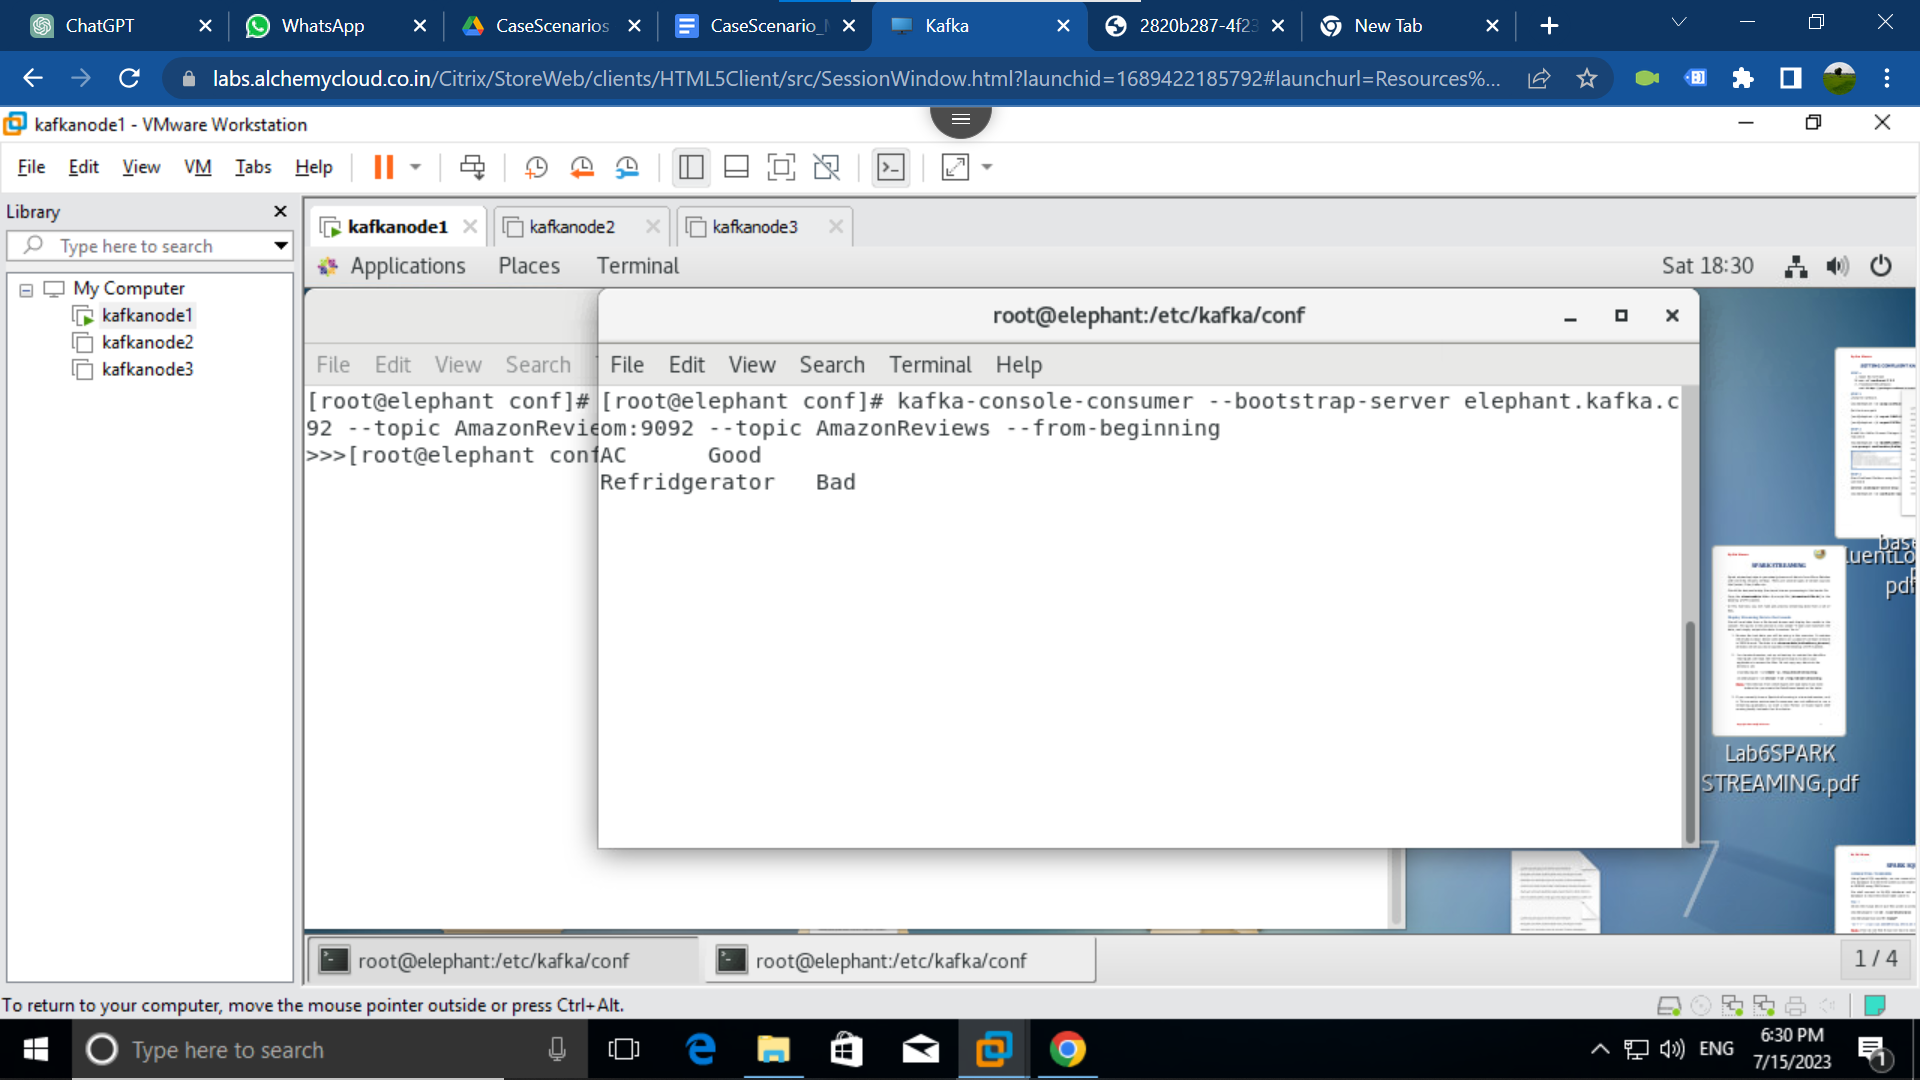 ChatGPT
WhatsApp
CaseScenarios
CaseScenario_
Kafka
2820b287-4f23
New Tab
labs.alchemycloud.co.in/Citrix/StoreWeb/clients/HTML5Client/src/SessionWindow.html?launchid=1689422185792#launchurl=Resources%...
kafkanode1 - VMware Workstation
File Edit View VM Tabs Help
Library
Type here to search
My Computer
kafkanode1
kafkanode2
kafkanode3
kafkanode1
kafkanode2
kafkanode3
Applications Places Terminal
Sat 18:30
root@elephant:/etc/kafka/conf
File Edit View Search
File Edit View Search Terminal Help
[root@elephant conf]#
92 --topic AmazonRevie
>>>[root@elephant conf
[root@elephant conf]# kafka-console-consumer --bootstrap-server elephant.kafka.c
om:9092 --topic AmazonReviews --from-beginning
AC Good
Refridgerator Bad
SPARK STREAMING
Lab6SPARK
STREAMING.pdf
pdf
7
root@elephant:/etc/kafka/conf
root@elephant:/etc/kafka/conf
1 / 4
To return to your computer, move the mouse pointer outside or press Ctrl+Alt.
Type here to search
ENG
6:30 PM
7/15/2023
1